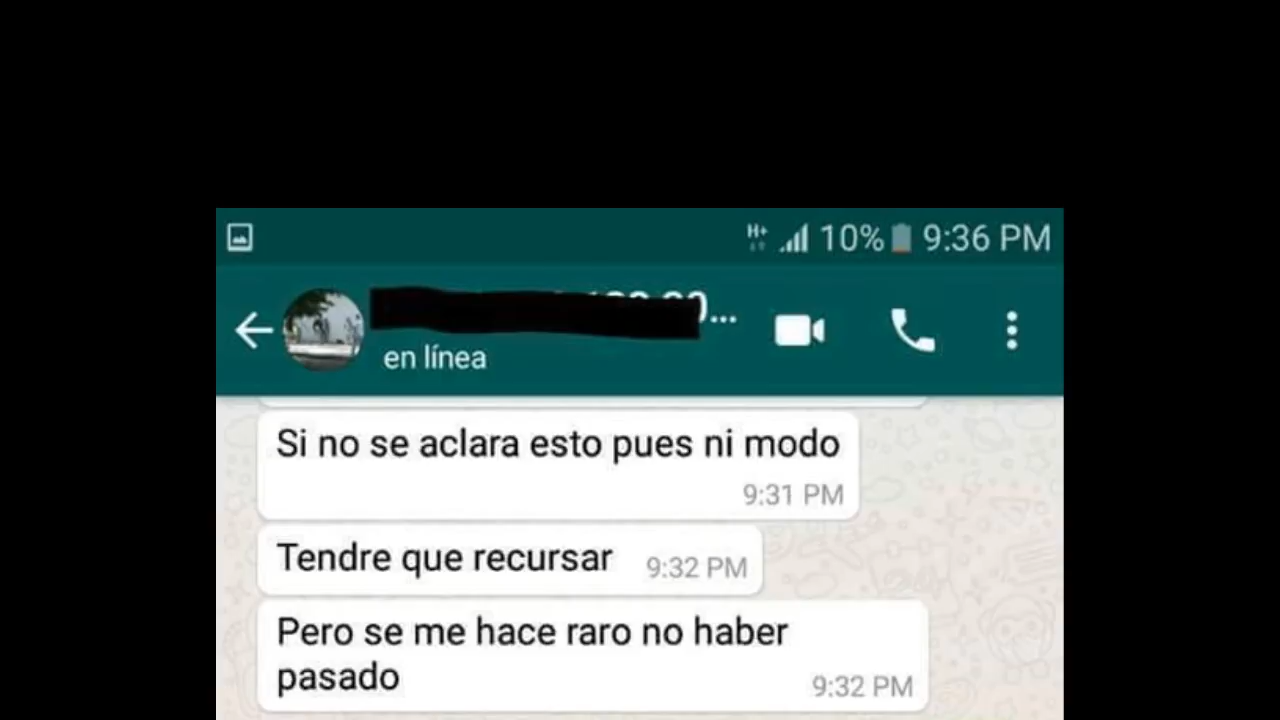 H+ 10% 9:36 PM
en línea
Si no se aclara esto pues ni modo
9:31 PM
Tendre que recursar 9:32 PM
Pero se me hace raro no haber
pasado
9:32 PM